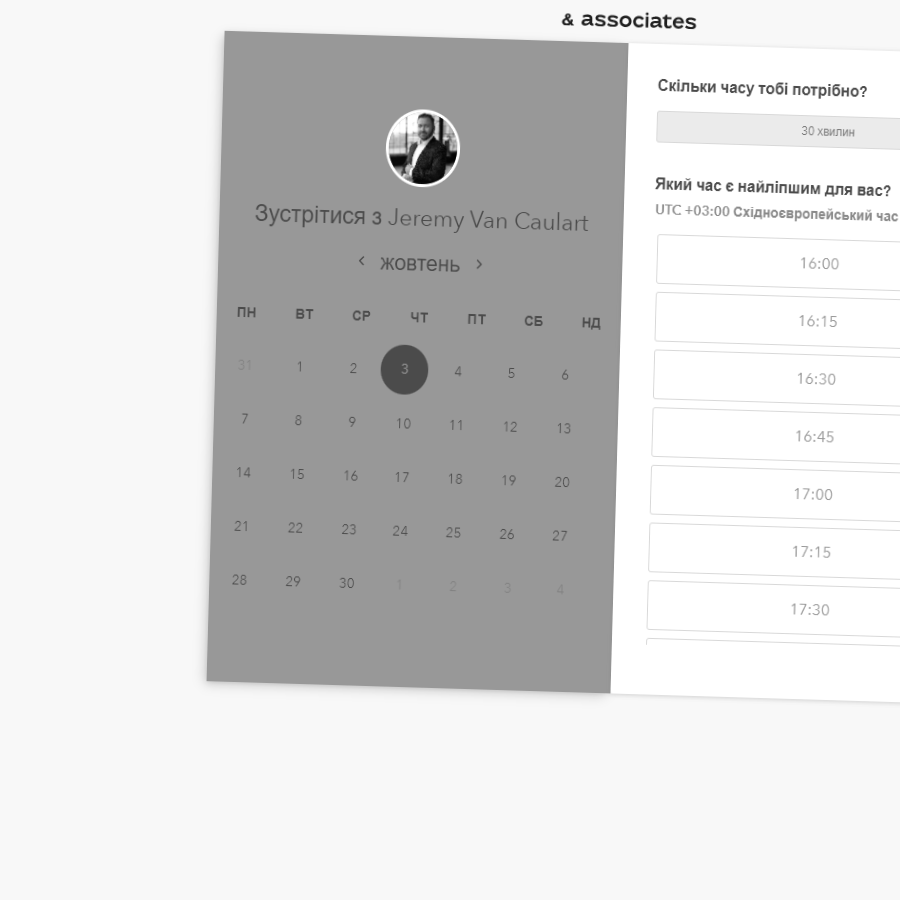 & associates
Зустрітися з Jeremy Van Caulart
жовтень
ПН ВТ СР ЧТ ПТ СБ НД
31 1 2 3 4 5 6
7 8 9 10 11 12 13
14 15 16 17 18 19 20
21 22 23 24 25 26 27
28 29 30 1 2 3 4
Скільки часу тобі потрібно?
30 хвилин
Який час є найліпшим для вас?
UTC +03:00 Східноєвропейський час
16:00
16:15
16:30
16:45
17:00
17:15
17:30